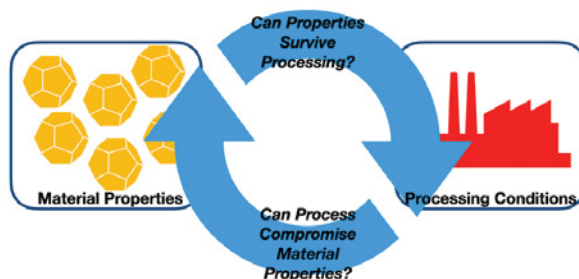 Can Properties
Survive
Processing?
Material Properties
Processing Conditions
Can Process
Compromise
Material
Properties?